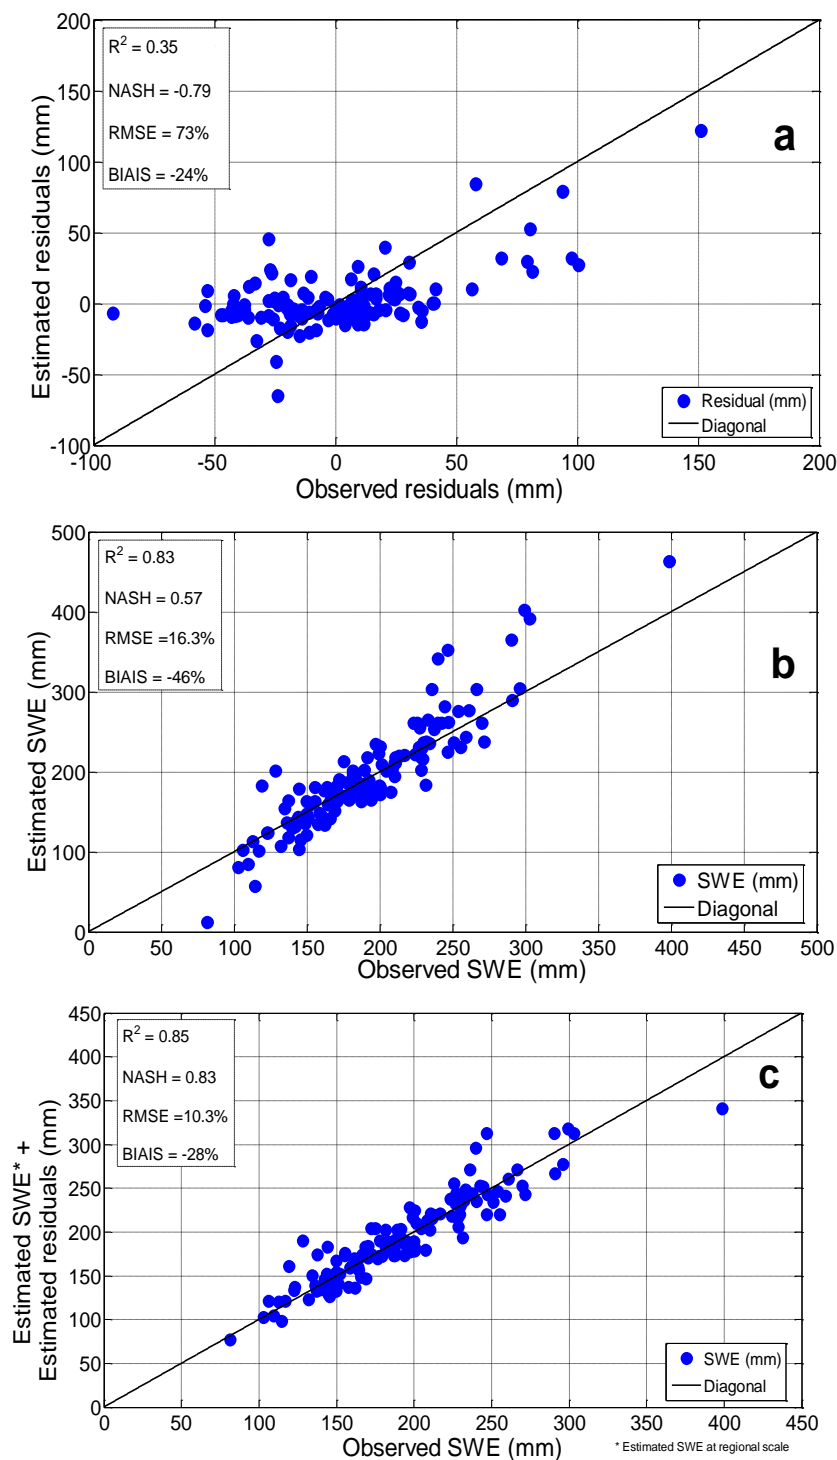 200
150
100
50
0
-50
-100
Estimated residuals (mm)
R² = 0.35
NASH = -0.79
RMSE = 73%
BIAIS = -24%
a
Residual (mm)
Diagonal
-100 -50 0 50 100 150 200
Observed residuals (mm)
500
400
300
200
100
0
Estimated SWE (mm)
R² = 0.83
NASH = 0.57
RMSE =16.3%
BIAIS = -46%
b
SWE (mm)
Diagonal
0 50 100 150 200 250 300 350 400 450 500
Observed SWE (mm)
450
400
350
300
250
200
150
100
50
0
Estimated SWE* +
Estimated residuals (mm)
R² = 0.85
NASH = 0.83
RMSE =10.3%
BIAIS = -28%
c
SWE (mm)
Diagonal
0 50 100 150 200 250 300 350 400 450
Observed SWE (mm)
* Estimated SWE at regional scale